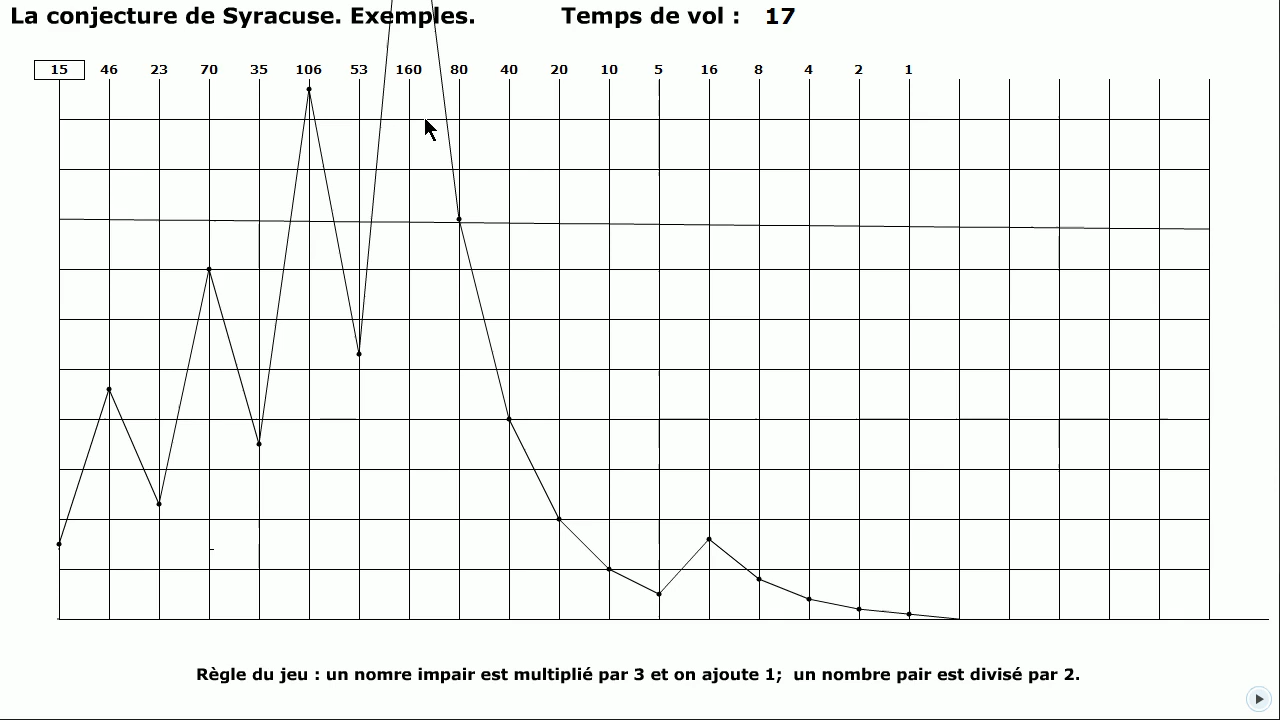 La conjecture de Syracuse. Exemples. Temps de vol : 17
15 46 23 70 35 106 53 160 80 40 20 10 5 16 8 4 2 1
Règle du jeu : un nomre impair est multiplié par 3 et on ajoute 1; un nombre pair est divisé par 2.